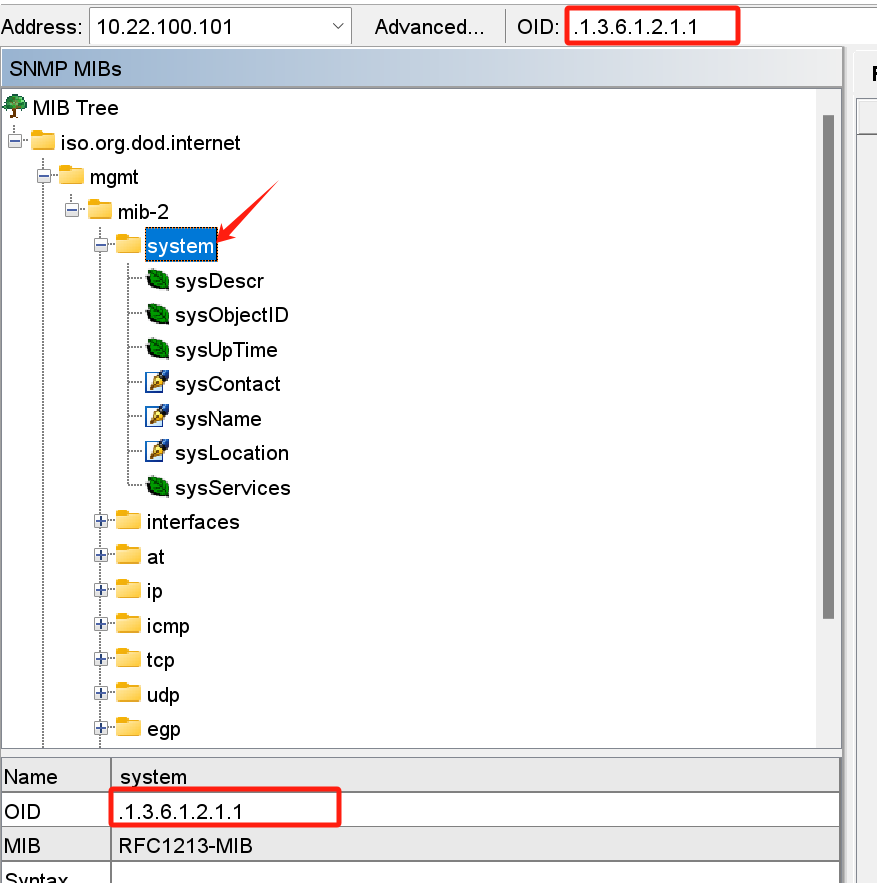 Address: 10.22.100.101 Advanced... OID: .1.3.6.1.2.1.1
SNMP MIBs
MIB Tree
iso.org.dod.internet
mgmt
mib-2
system
sysDescr
sysObjectID
sysUpTime
sysContact
sysName
sysLocation
sysServices
interfaces
at
ip
icmp
tcp
udp
egp
Name system
OID .1.3.6.1.2.1.1
MIB RFC1213-MIB
Syntax